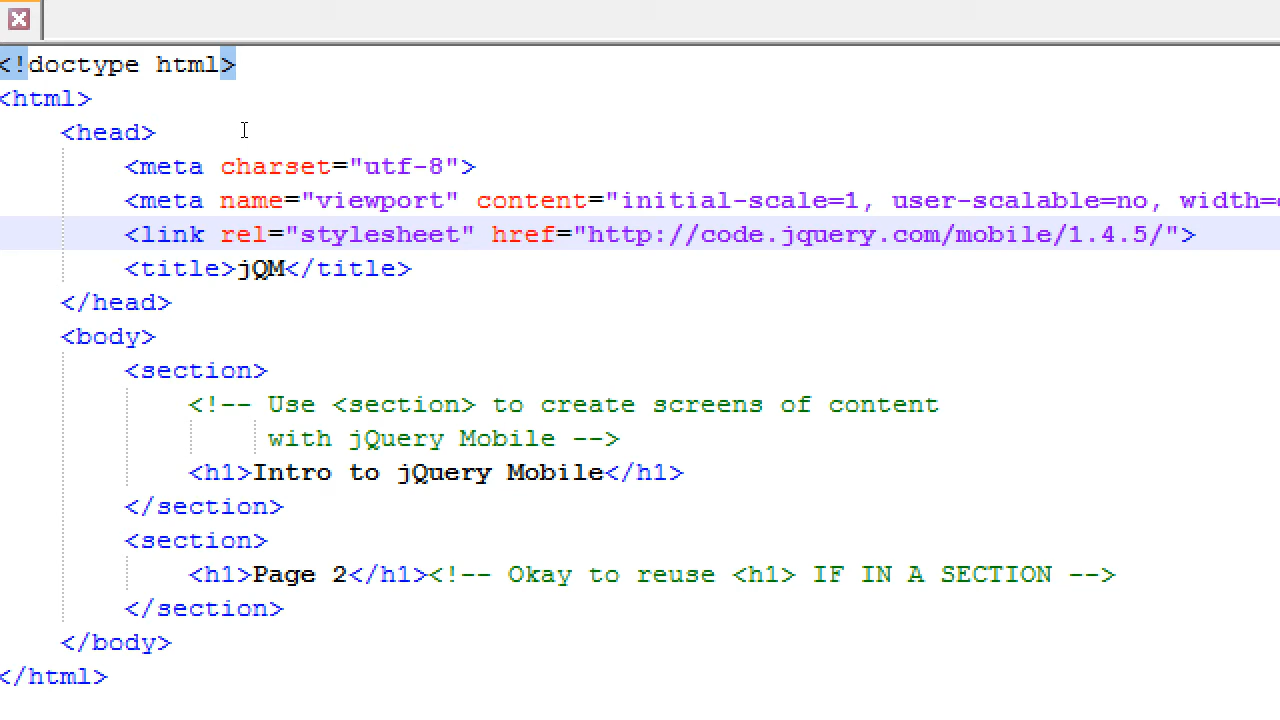 <!doctype html>
<html>
<head>
<meta charset="utf-8">
<meta name="viewport" content="initial-scale=1, user-scalable=no, width=
<link rel="stylesheet" href="http://code.jquery.com/mobile/1.4.5/">
<title>jQM</title>
</head>
<body>
<section>
<!-- Use <section> to create screens of content
with jQuery Mobile -->
<h1>Intro to jQuery Mobile</h1>
</section>
<section>
<h1>Page 2</h1><!-- Okay to reuse <h1> IF IN A SECTION -->
</section>
</body>
</html>